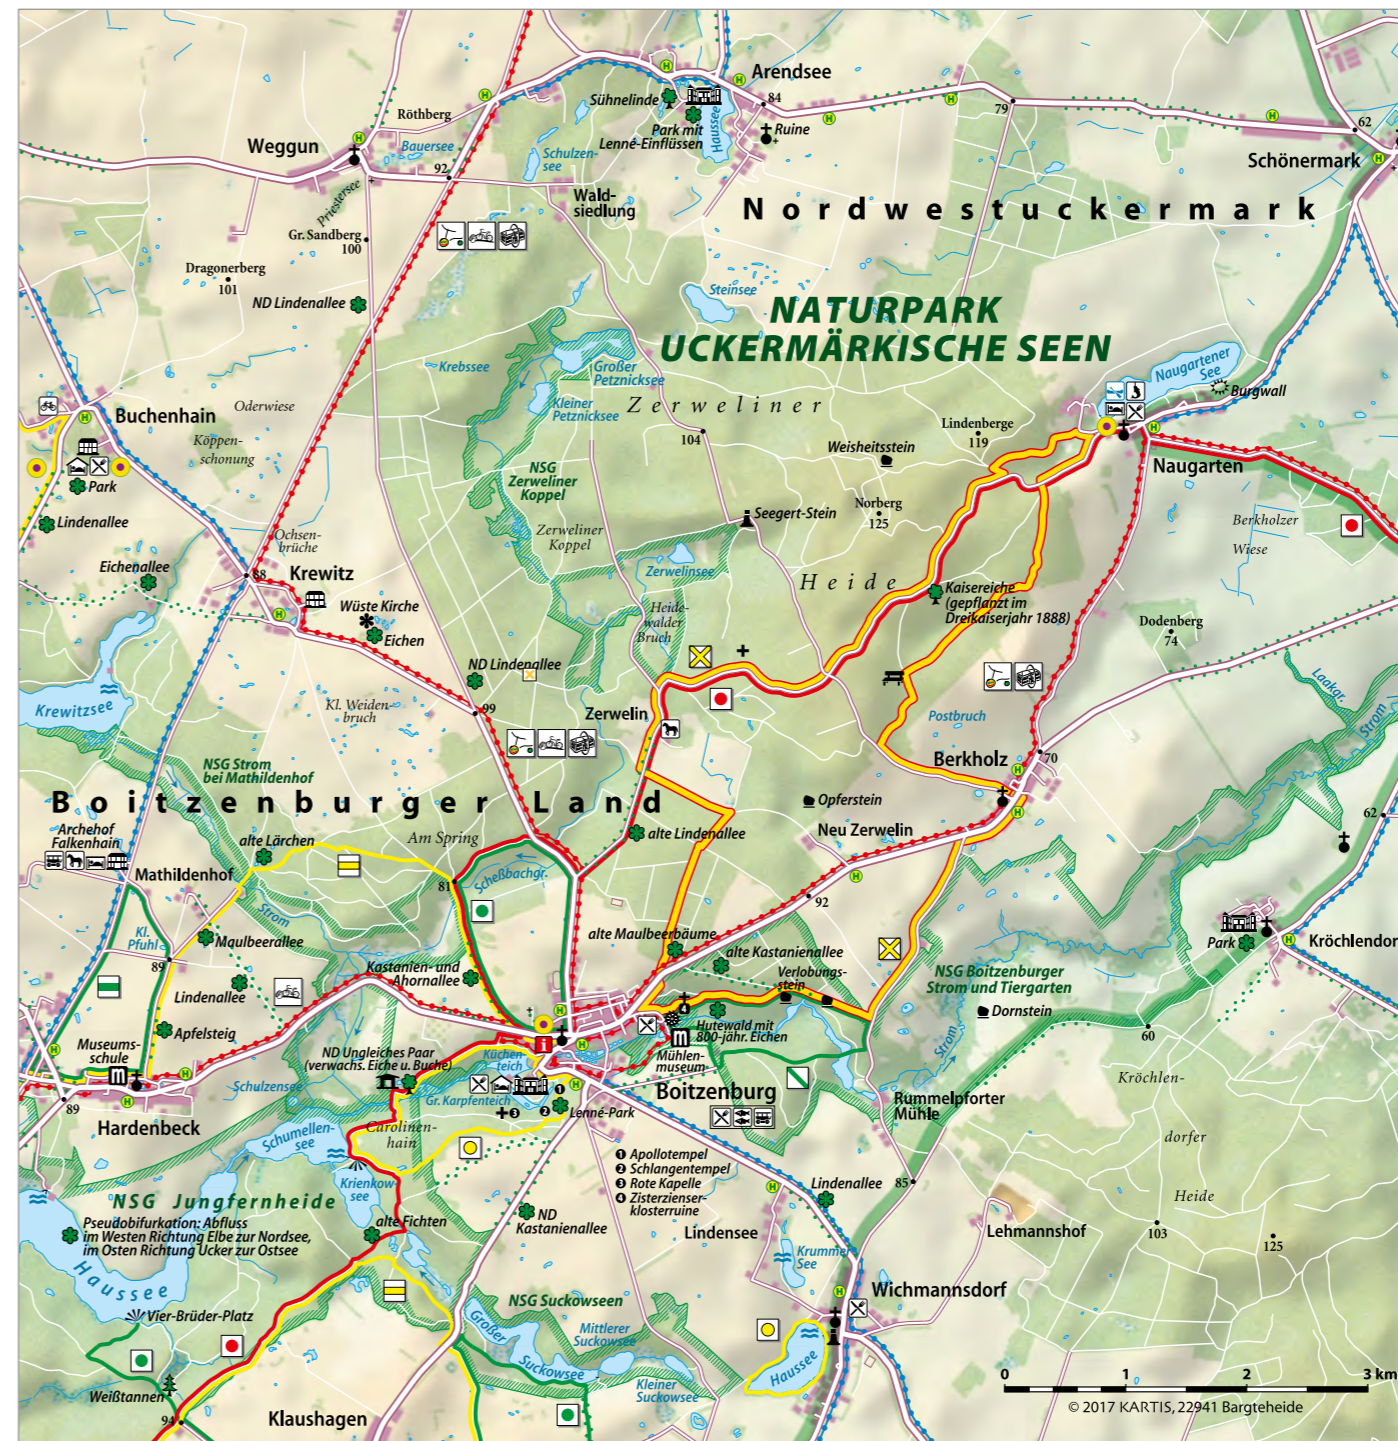 Arendsee
84
Sühnelinde
Park mit
Lenné-Einflüssen
Haussee
Ruine
79
62
Schönermark
Röthberg
Weggun
Bauersee
92
Schulzen-
see
Wald-
siedlung
Priestersee
Gr. Sandberg
100
Dragonerberg
101
ND Lindenallee
Nordwestuckermark
Steinsee
NATURPARK
UCKERMÄRKISCHE SEEN
Krebssee
Großer
Petznicksee
Kleiner
Petznicksee
Zerweliner
104
Naugartener
See
Burgwall
Lindenberge
119
Naugarten
H
Buchenhain
Oderwiese
Köppen-
schonung
Park
Lindenallee
Weisheitsstein
Norberg
125
Seegert-Stein
NSG
Zerweliner
Koppel
Zerweliner
Koppel
Berkholzer
Wiese
Ochsen-
brüche
Eichenallee
88
Krewitz
Wüste Kirche
Eichen
Zerwelinsee
Heide-
walder
Bruch
Heide
Kaisereiche
(gepflanzt im
Dreikaiserjahr 1888)
Dodenberg
74
Laakgr.
Strom
Krewitzsee
Kl. Weiden-
bruch
ND Lindenallee
99
Zerwelin
Postbruch
Berkholz
70
NSG Strom
bei Mathildenhof
Boitzenburger Land
Opferstein
Neu Zerwelin
62
Archehof
Falkenhain
alte Lärchen
Am Spring
alte Lindenallee
Mathildenhof
81
Scheßbachgr.
92
Strom
Kl.
Pfuhl
Maulbeerallee
89
Lindenallee
Apfelsteig
Kastanien- und
Ahornallee
alte Maulbeerbäume
alte Kastanienallee
Verlobungs-
stein
NSG Boitzenburger
Strom und Tiergarten
Dornstein
Park
Kröchlendor
Museums-
schule
m
89
Hardenbeck
Schulzensee
ND Ungleiches Paar
(verwachs. Eiche u. Buche)
i
Küchen-
teich
Gr. Karpfenteich
4
Hutewald mit
800-jähr. Eichen
m
Mühlen-
museum
Boitzenburg
Strom
60
Kröchlen-
dorfer
Heide
Rummelpforter
Mühle
1
2
3
Lenné-Park
Schumellen-
see
Carolinen-
hain
Krienkow-
see
1 Apollotempel
2 Schlangentempel
3 Rote Kapelle
4 Zisterzienser-
klosterruine
85
NSG Jungfernheide
Pseudobifurkation: Abfluss
im Westen Richtung Elbe zur Nordsee,
im Osten Richtung Ucker zur Ostsee
alte Fichten
ND
Kastanienallee
Lindenallee
Lindensee
Lehmannshof
103
125
Krummer
See
Haussee
Vier-Brüder-Platz
Weißtannen
94
Klaushagen
NSG Suckowseen
Großer
Suckowsee
Mittlerer
Suckowsee
Kleiner
Suckowsee
Wichmannsdorf
Haussee
0 1 2 3 km
© 2017 KARTIS, 22941 Bargteheide